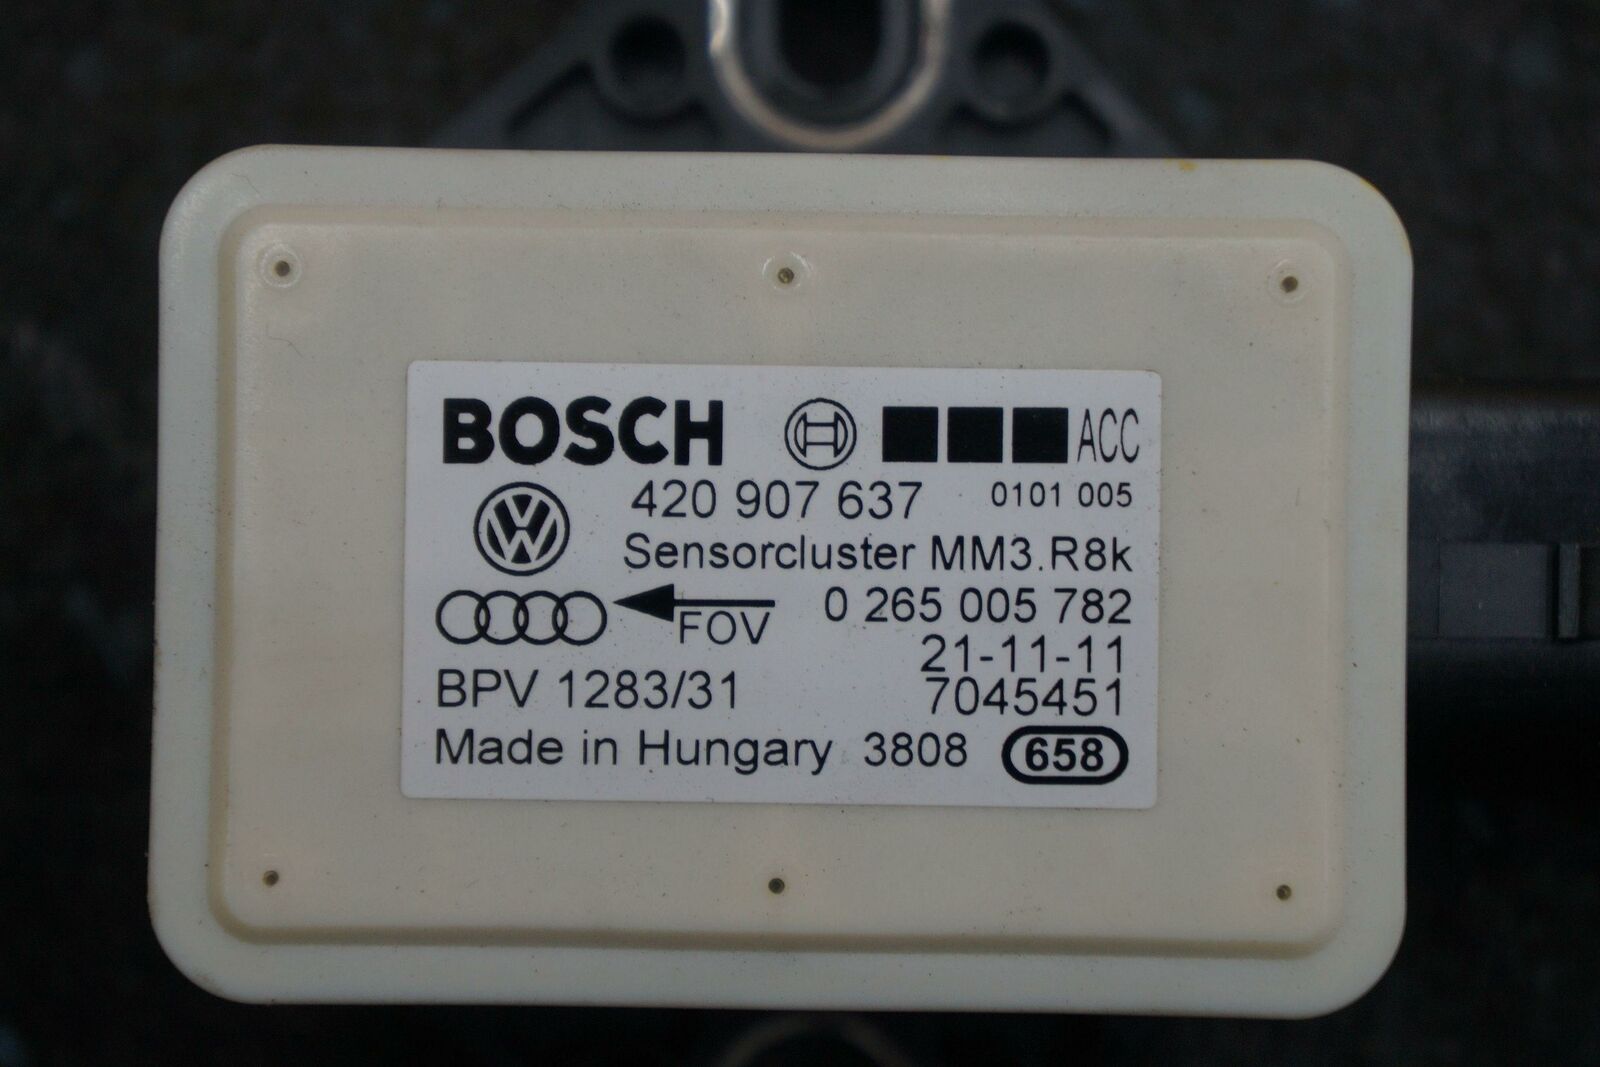 BOSCH ACC
420 907 637 0101 005
Sensorcluster MM3.R8k
FOV 0 265 005 782
21-11-11
BPV 1283/31 7045451
Made in Hungary 3808 658